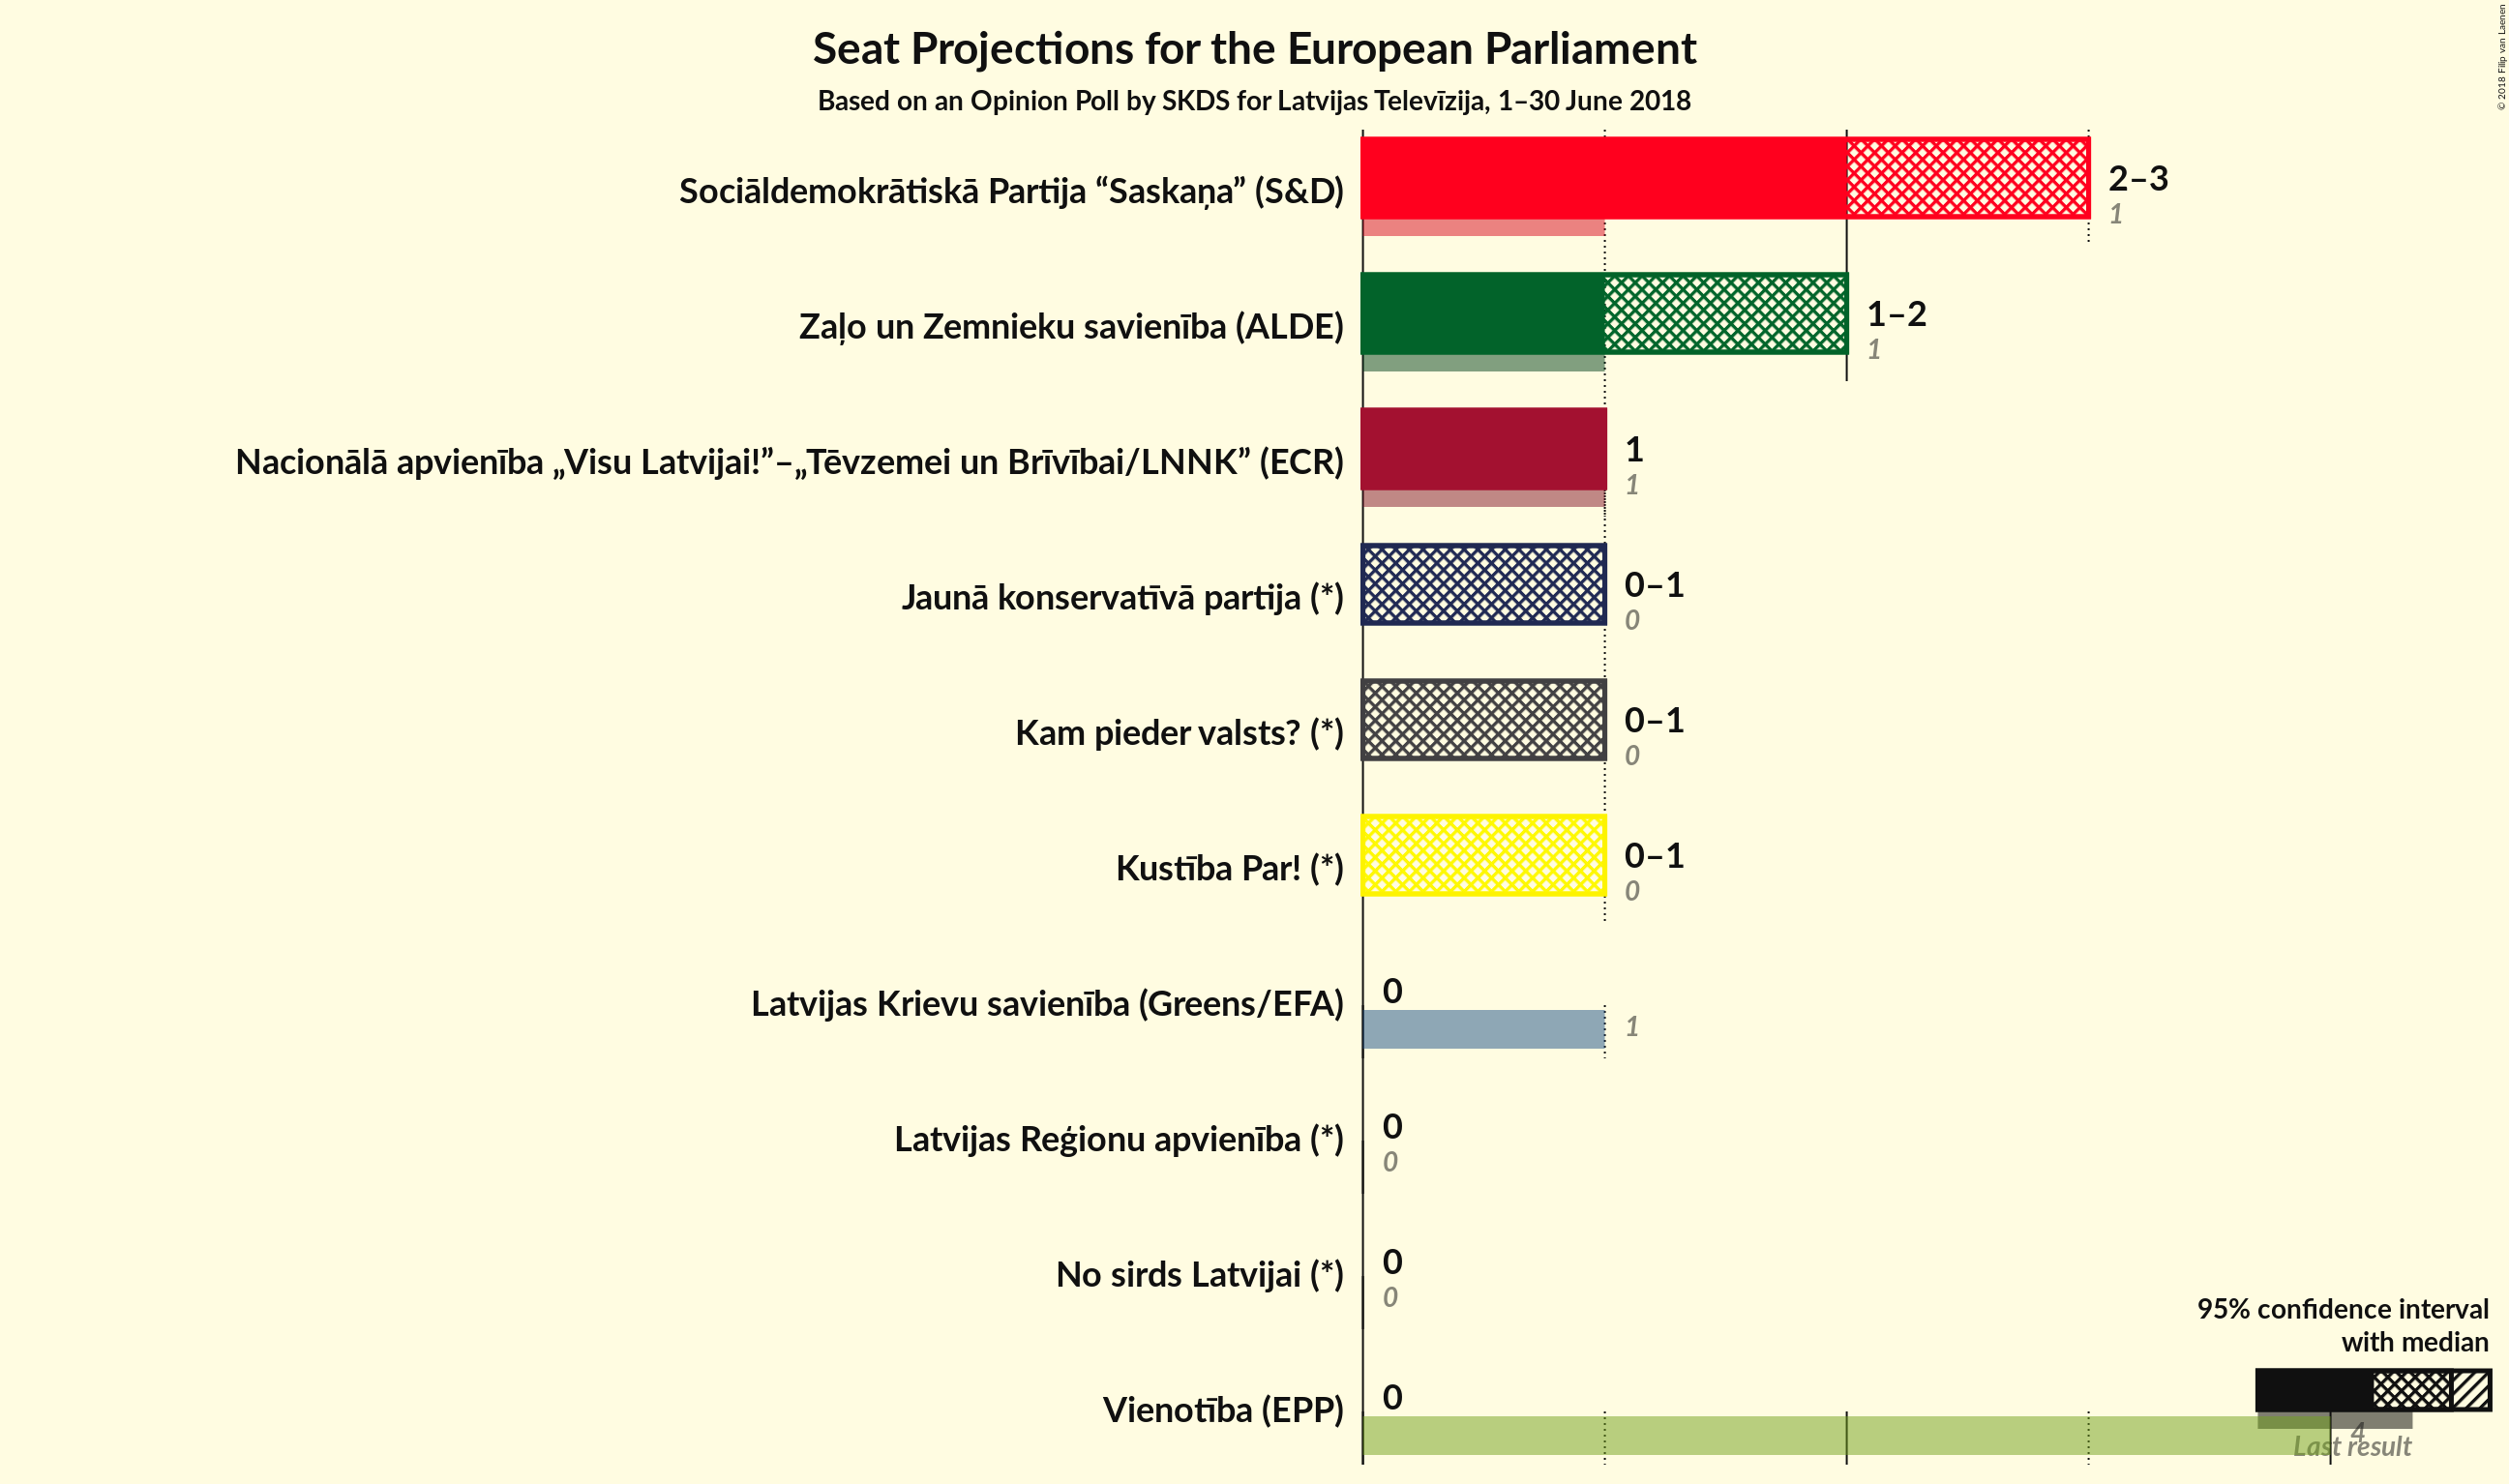 Seat Projections for the European Parliament
Based on an Opinion Poll by SKDS for Latvijas Televīzija, 1–30 June 2018
© 2018 Filip van Laenen
Sociāldemokrātiskā Partija “Saskaņa” (S&D)
2–3
1
Zaļo un Zemnieku savienība (ALDE)
1–2
1
Nacionālā apvienība „Visu Latvijai!”–„Tēvzemei un Brīvībai/LNNK” (ECR)
1
1
Jaunā konservatīvā partija (*)
0–1
0
Kam pieder valsts? (*)
0–1
0
Kustība Par! (*)
0–1
0
Latvijas Krievu savienība (Greens/EFA)
0
1
Latvijas Reģionu apvienība (*)
0
0
No sirds Latvijai (*)
0
0
Vienotība (EPP)
0
4
95% confidence interval
with median
Last result